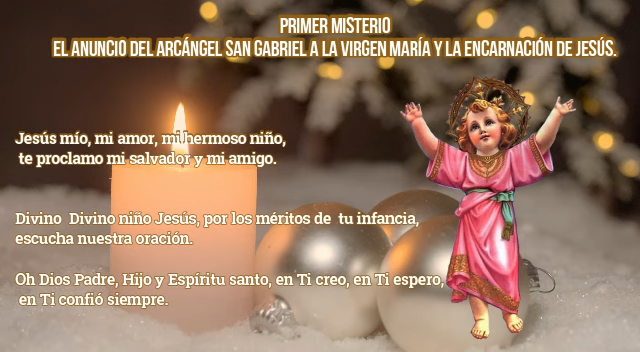 PRIMER MISTERIO
EL ANUNCIO DEL ARCÁNGEL SAN GABRIEL A LA VIRGEN MARÍA Y LA ENCARNACIÓN DE JESÚS.
Jesús mío, mi amor, mi hermoso niño,
te proclamo mi salvador y mi amigo.
Divino Divino niño Jesús, por los méritos de tu infancia,
escucha nuestra oración.
Oh Dios Padre, Hijo y Espíritu santo, en Ti creo, en Ti espero,
en Ti confió siempre.